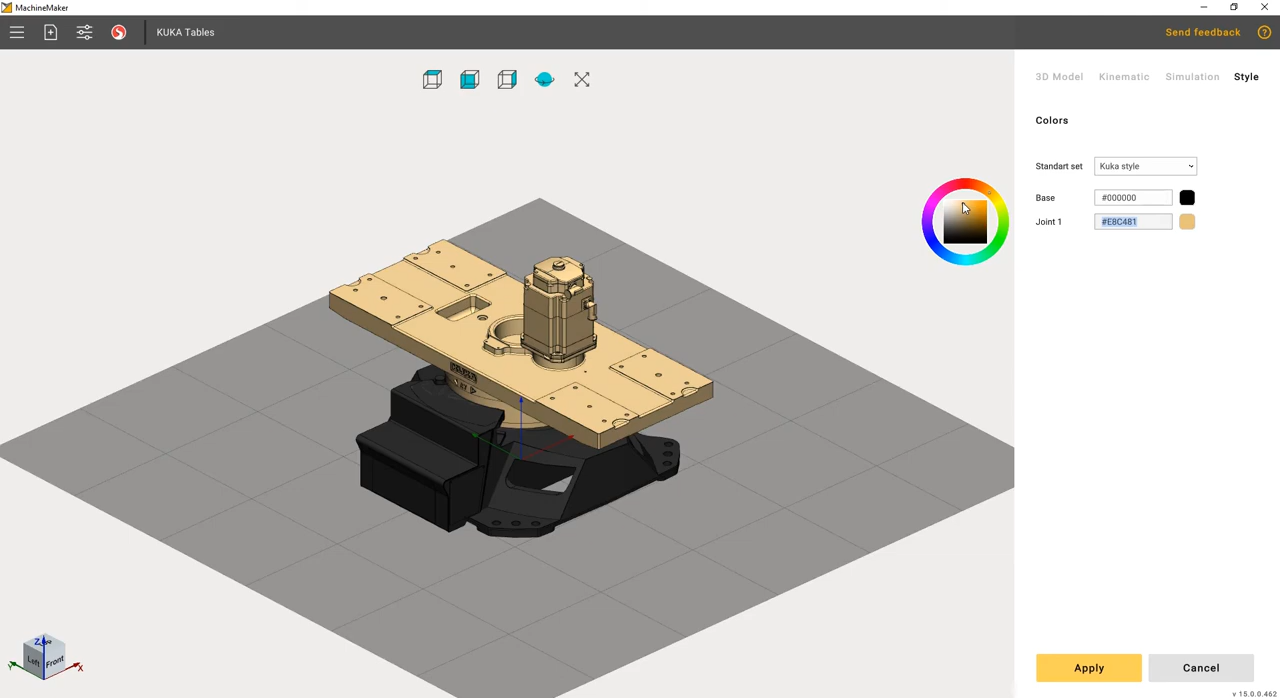 MachineMaker
KUKA Tables
Send feedback
?
3D Model Kinematic Simulation Style
Colors
Standart set Kuka style
Base #000000
Joint 1 #E8C481
Z
Left Front
Y X
Apply Cancel
v 15.0.0.462